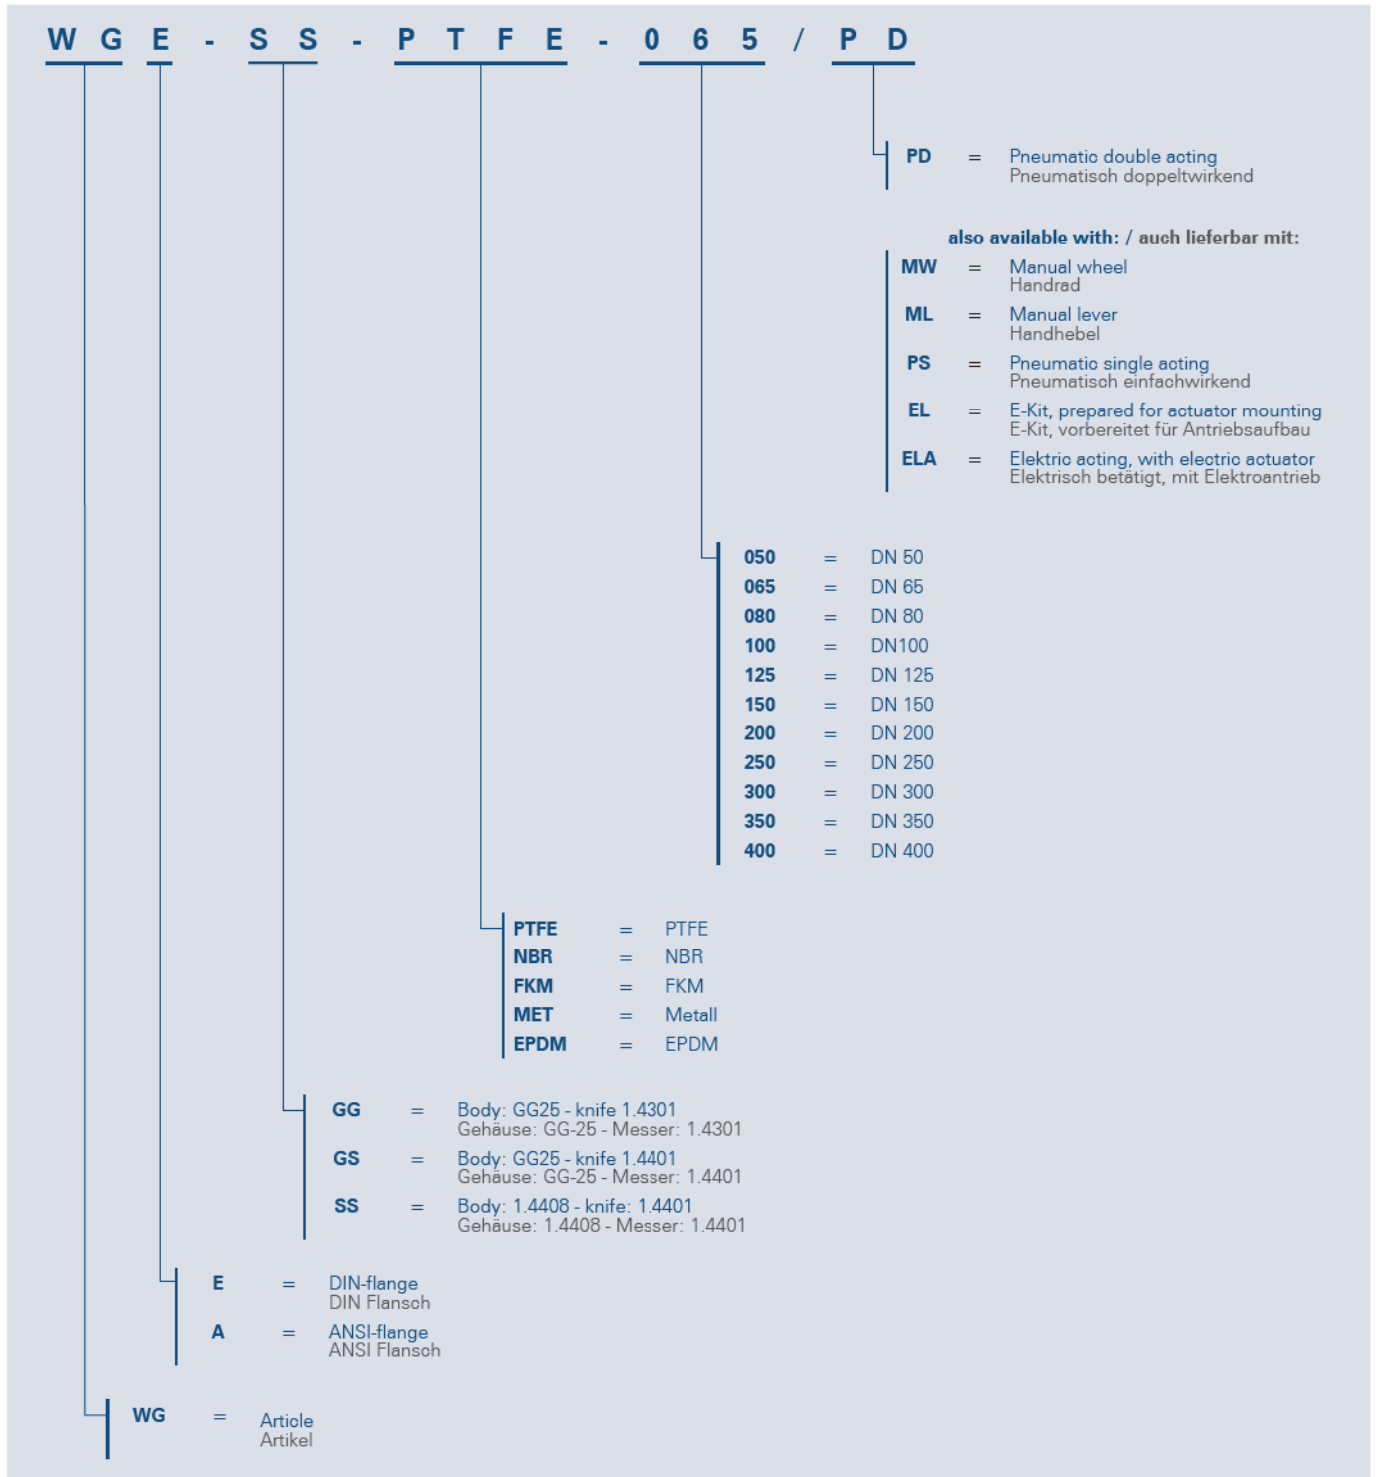 WGE-SS-PTFE-065/PD
PD = Pneumatic double acting
Pneumatisch doppeltwirkend
also available with: / auch lieferbar mit:
MW = Manual wheel
Handrad
ML = Manual lever
Handhebel
PS = Pneumatic single acting
Pneumatisch einfachwirkend
EL = E-Kit, prepared for actuator mounting
E-Kit, vorbereitet für Antriebsaufbau
ELA = Elektric acting, with electric actuator
Elektrisch betätigt, mit Elektroantrieb
050 = DN 50
065 = DN 65
080 = DN 80
100 = DN100
125 = DN 125
150 = DN 150
200 = DN 200
250 = DN 250
300 = DN 300
350 = DN 350
400 = DN 400
PTFE = PTFE
NBR = NBR
FKM = FKM
MET = Metall
EPDM = EPDM
GG = Body: GG25 - knife 1.4301
Gehäuse: GG-25 - Messer: 1.4301
GS = Body: GG25 - knife 1.4401
Gehäuse: GG-25 - Messer: 1.4401
SS = Body: 1.4408 - knife: 1.4401
Gehäuse: 1.4408 - Messer: 1.4401
E = DIN-flange
DIN Flansch
A = ANSI-flange
ANSI Flansch
WG = Article
Artikel